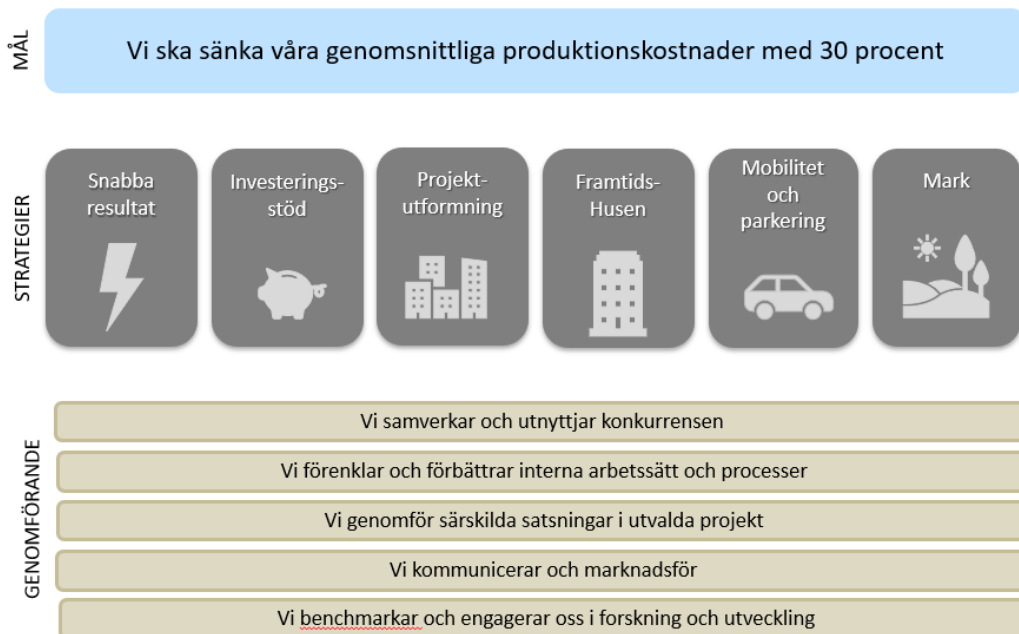 MÅL
Vi ska sänka våra genomsnittliga produktionskostnader med 30 procent
STRATEGIER
Snabba
resultat
Investerings-
stöd
Projekt-
utformning
Framtids-
Husen
Mobilitet
och
parkering
Mark
GENOMFÖRANDE
Vi samverkar och utnyttjar konkurrensen
Vi förenklar och förbättrar interna arbetssätt och processer
Vi genomför särskilda satsningar i utvalda projekt
Vi kommunicerar och marknadsför
Vi benchmarkar och engagerar oss i forskning och utveckling